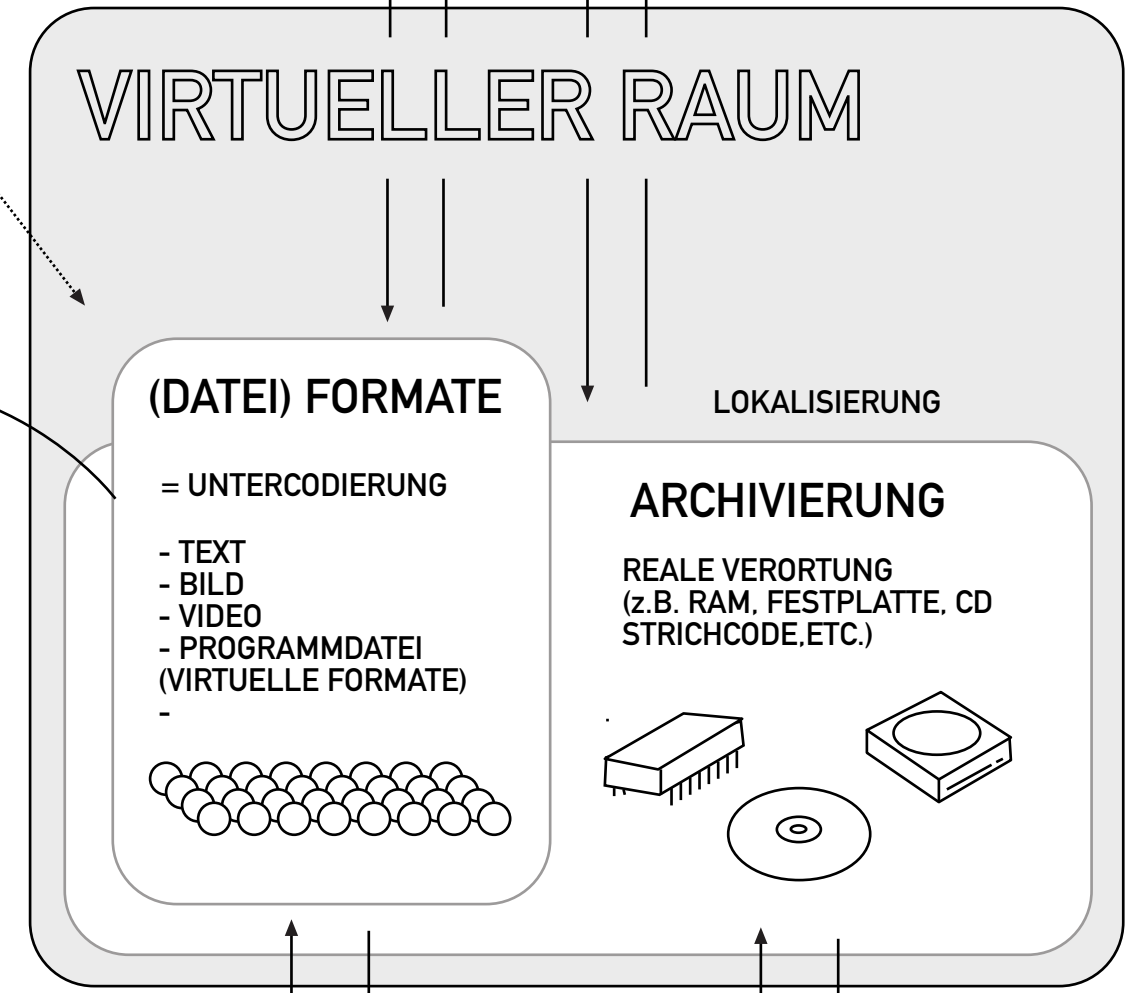 VIRTUELLER RAUM
(DATEI) FORMATE
= UNTERCODIERUNG
- TEXT
- BILD
- VIDEO
- PROGRAMMDATEI
(VIRTUELLE FORMATE)
-
LOKALISIERUNG
ARCHIVIERUNG
REALE VERORTUNG
(z.B. RAM, FESTPLATTE, CD
STRICHCODE,ETC.)